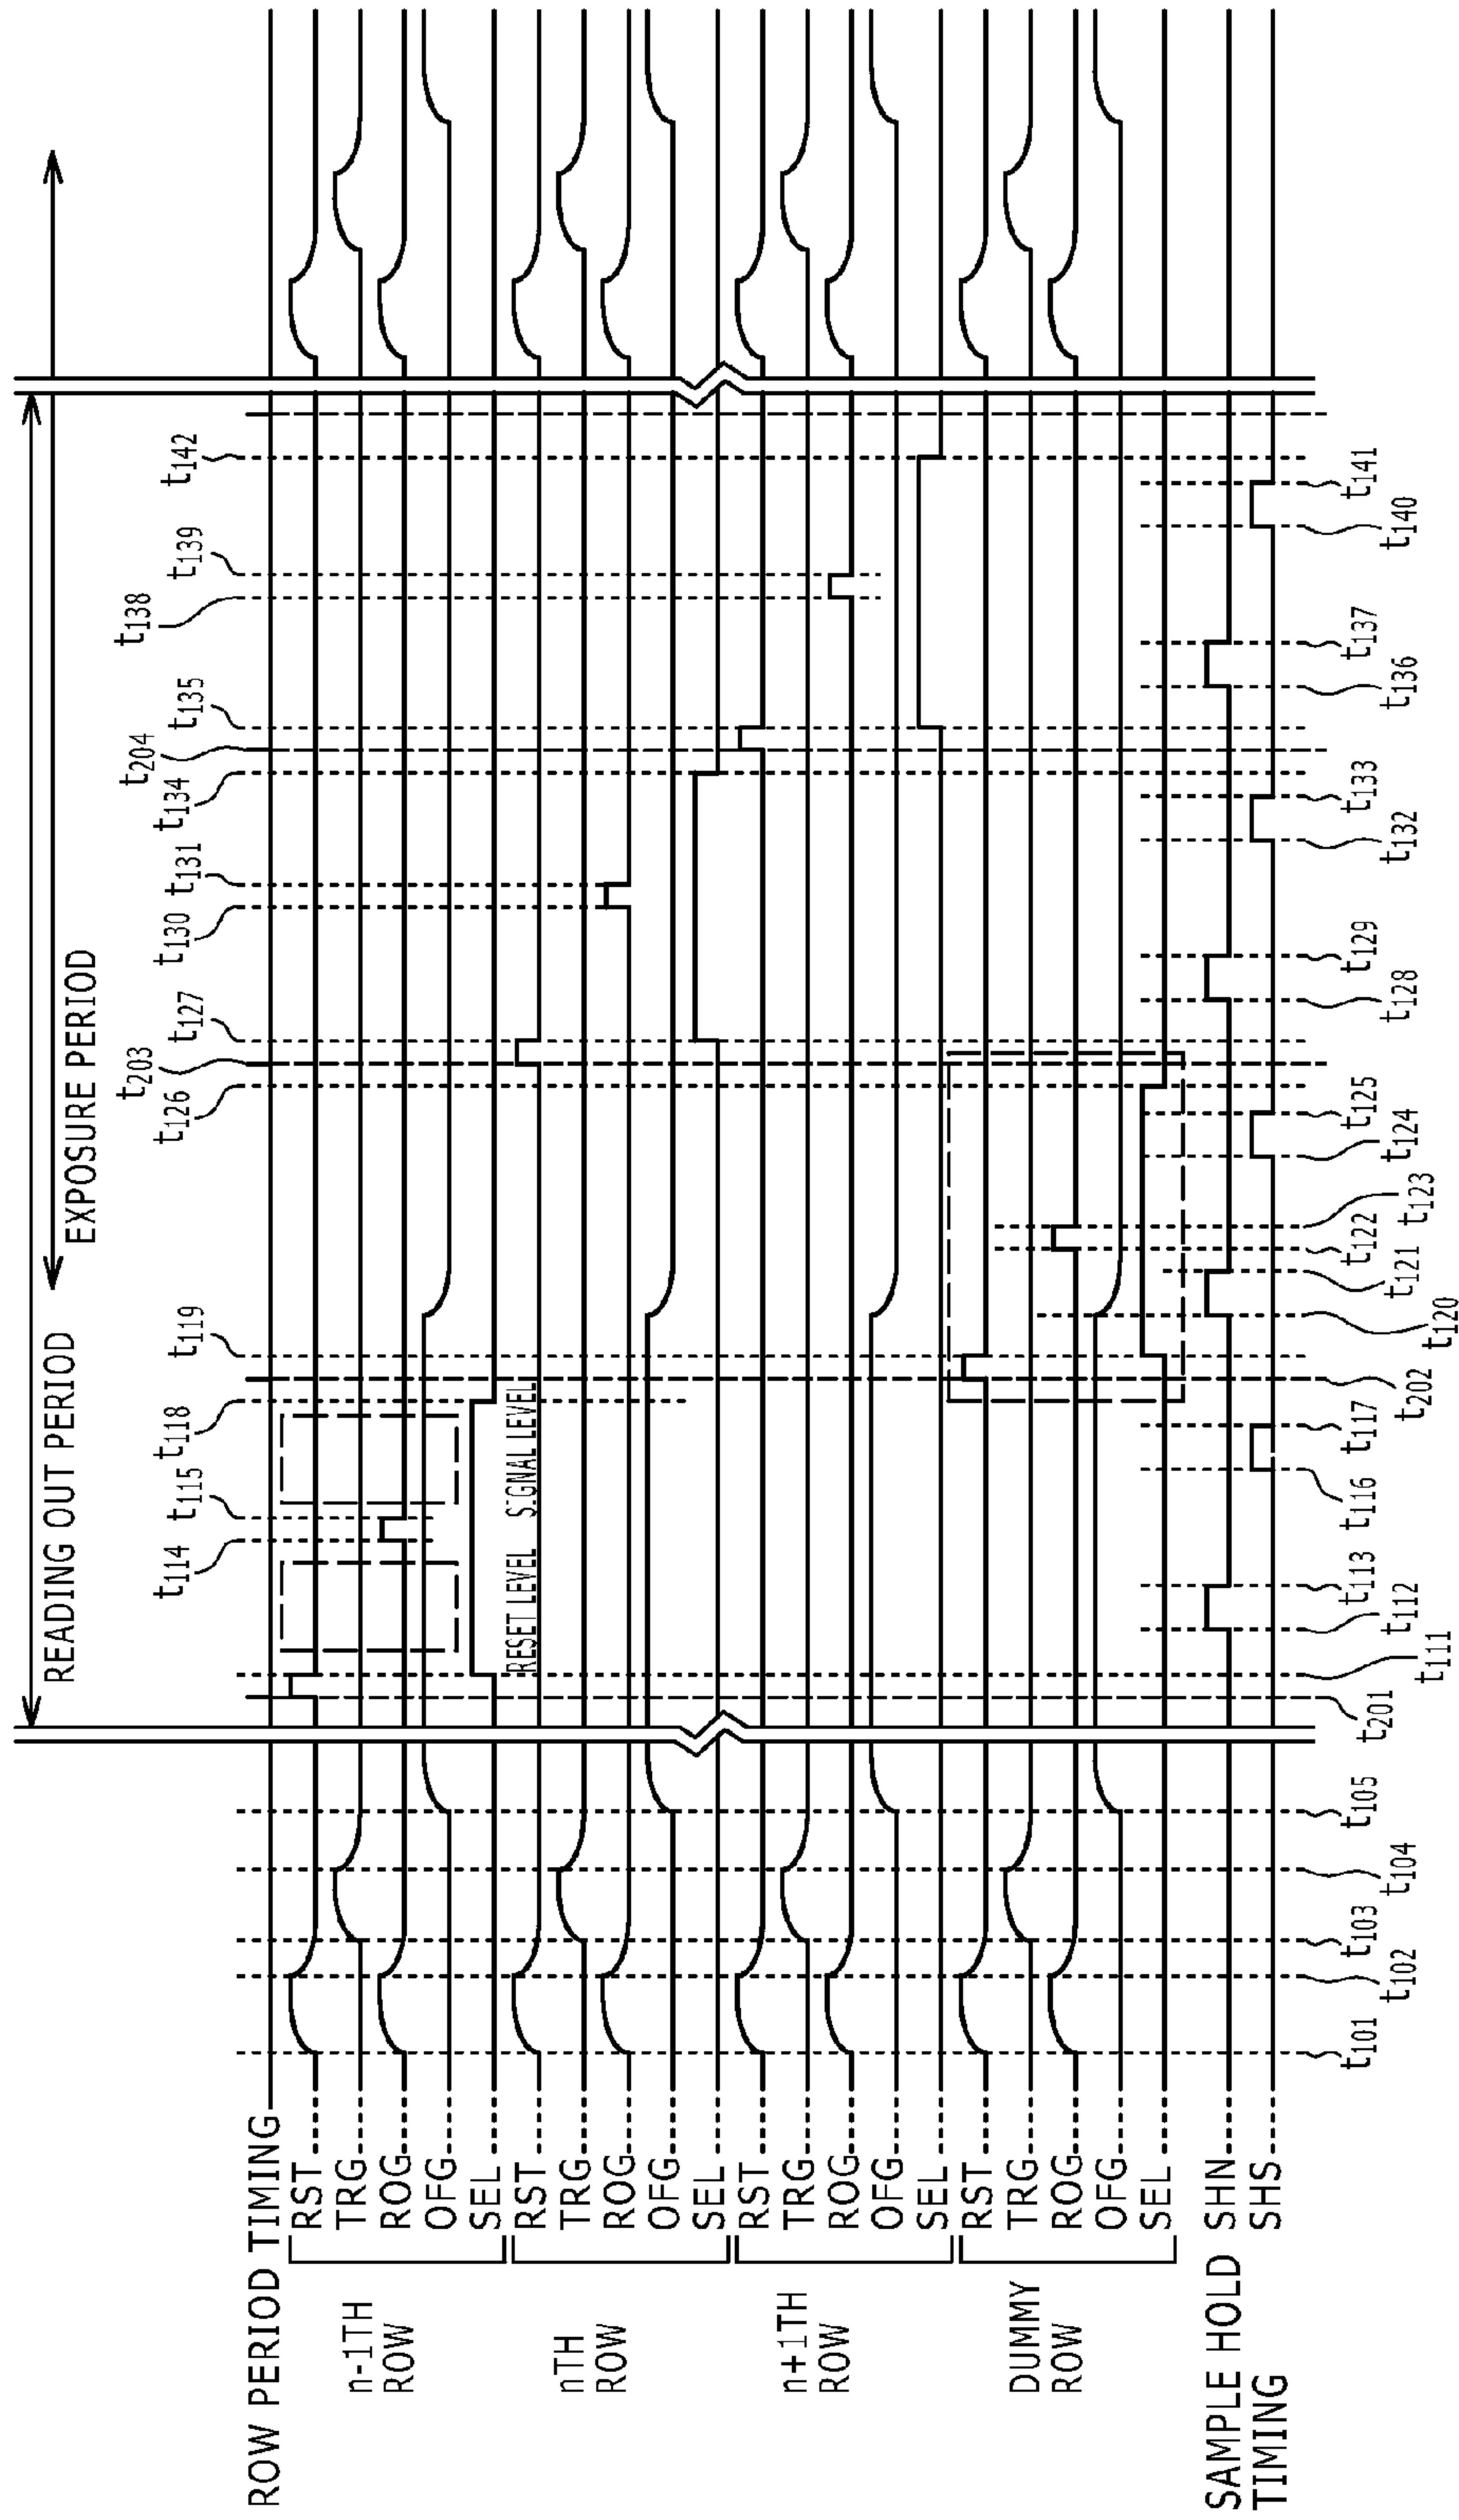 READING OUT PERIOD
EXPOSURE PERIOD
t114
t115
t118
t119
t126
t203
t127
t130
t131
t134
t204
t135
t138
t139
t142
ROW PERIOD TIMING
n-1TH
ROW
RST
TRG
ROG
OFG
SEL
RESET LEVEL
SIGNAL LEVEL
nTH
ROW
RST
TRG
ROG
OFG
SEL
n+1TH
ROW
RST
TRG
ROG
OFG
SEL
DUMMY
ROW
RST
TRG
ROG
OFG
SEL
SAMPLE HOLD
TIMING
SHN
SHS
t101
t102
t103
t104
t105
t201
t111
t112
t113
t116
t117
t202
t120
t121
t122
t123
t124
t125
t128
t129
t132
t133
t136
t137
t140
t141